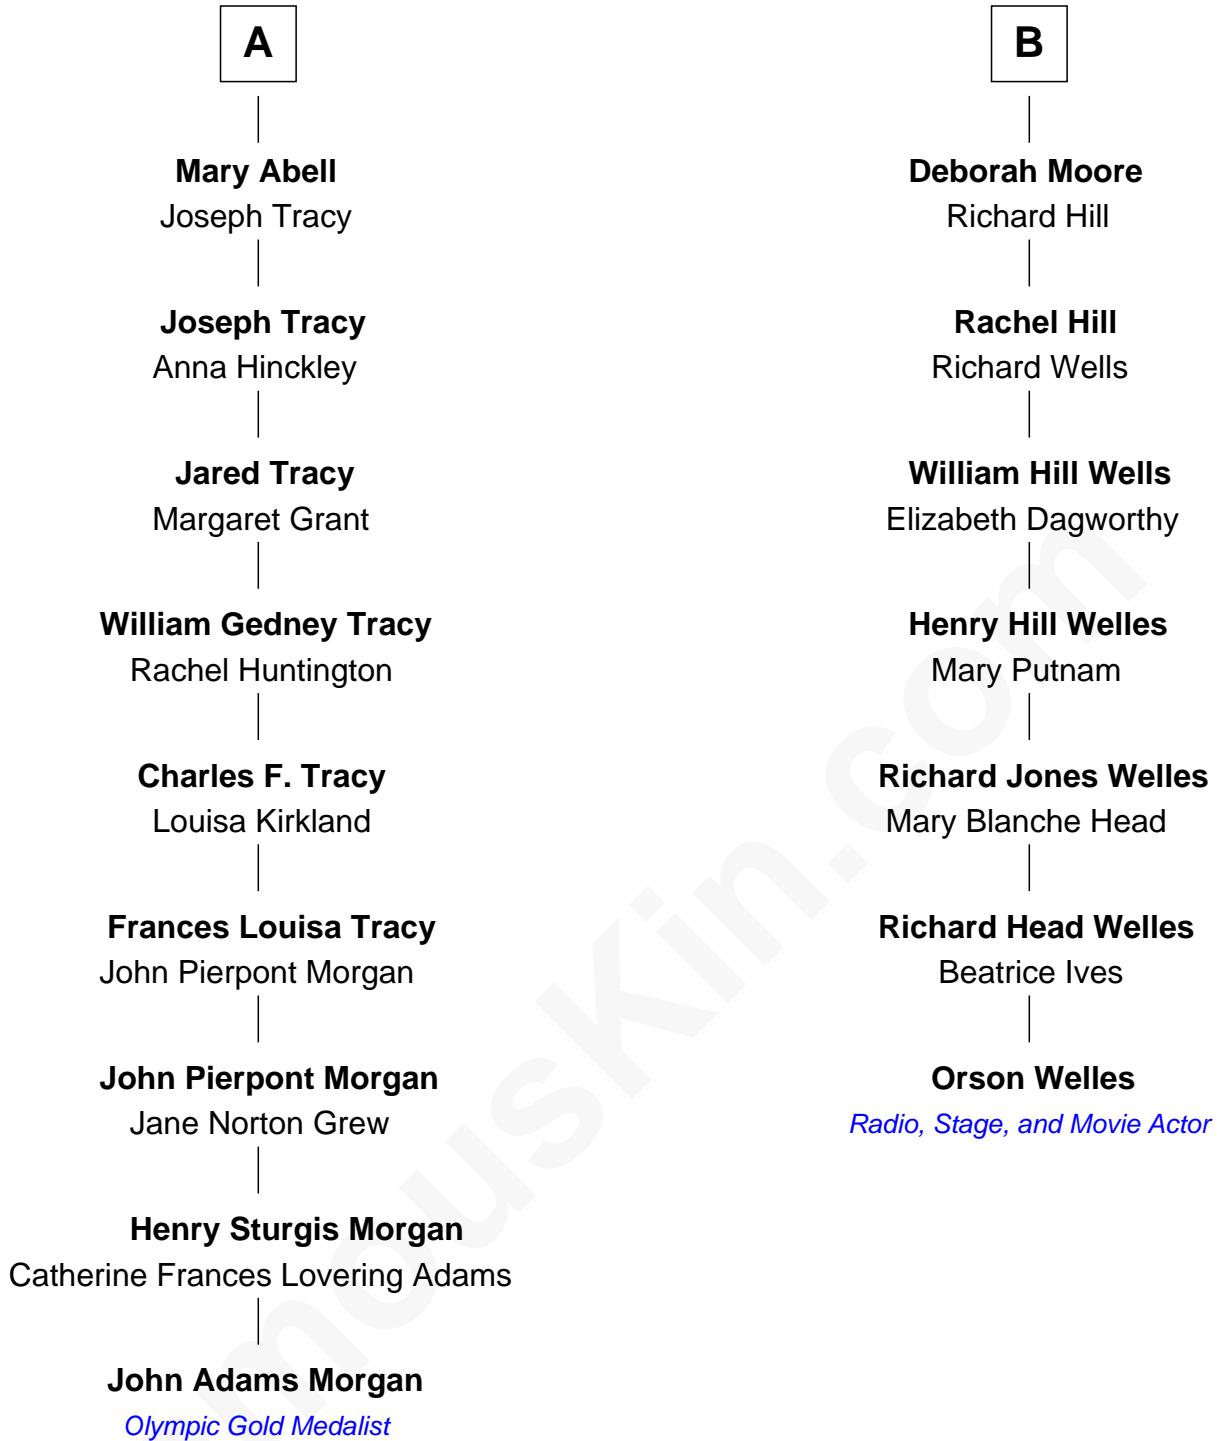 A
Mary Abell
Joseph Tracy
Joseph Tracy
Anna Hinckley
Jared Tracy
Margaret Grant
William Gedney Tracy
Rachel Huntington
Charles F. Tracy
Louisa Kirkland
Frances Louisa Tracy
John Pierpont Morgan
John Pierpont Morgan
Jane Norton Grew
Henry Sturgis Morgan
Catherine Frances Lovering Adams
John Adams Morgan
Olympic Gold Medalist
B
Deborah Moore
Richard Hill
Rachel Hill
Richard Wells
William Hill Wells
Elizabeth Dagworthy
Henry Hill Welles
Mary Putnam
Richard Jones Welles
Mary Blanche Head
Richard Head Welles
Beatrice Ives
Orson Welles
Radio, Stage, and Movie Actor
mousKin.com